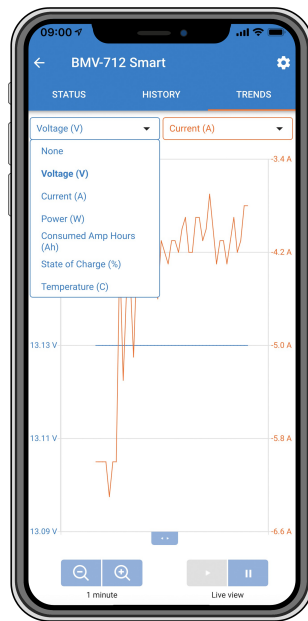 09:00
BMV-712 Smart
STATUS HISTORY TRENDS
Voltage (V) Current (A)
None
Voltage (V)
Current (A)
Power (W)
Consumed Amp Hours
(Ah)
State of Charge (%)
Temperature (C)
-3.4 A
-4.2 A
13.13 V -5.0 A
13.11 V -5.8 A
13.09 V -6.6 A
1 minute Live view